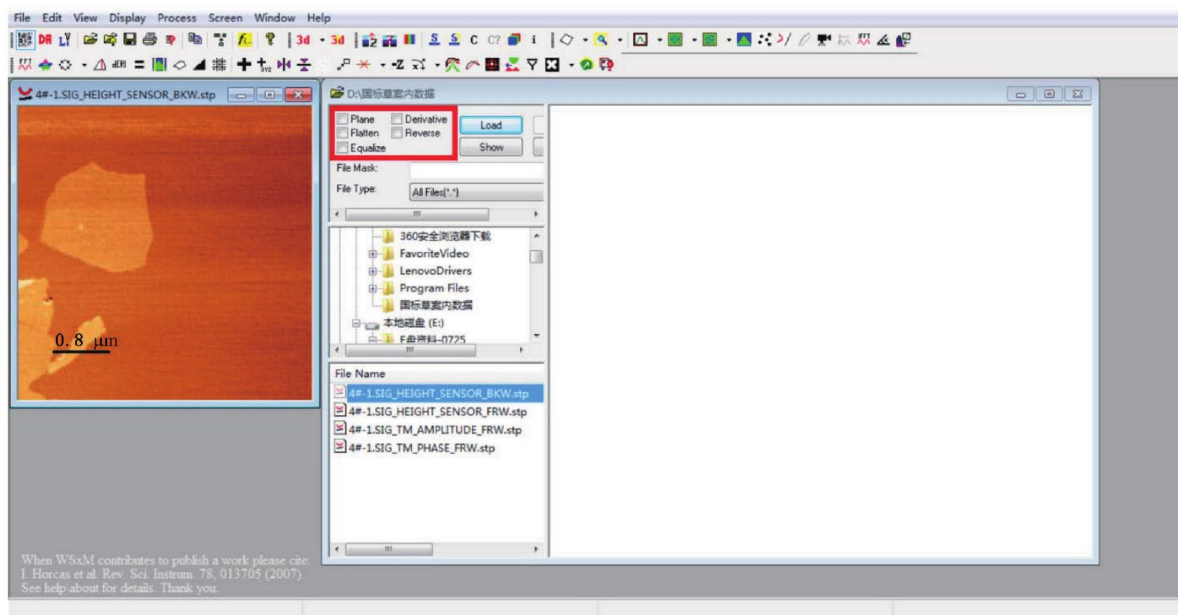 File Edit View Display Process Screen Window Help
4#-1.SIG_HEIGHT_SENSOR_BKW.stp
D:\国标草案内数据
Plane Derivative
Flatten Reverse
Equalize
Load
Show
File Mask:
File Type: All Files(*.*)
360安全浏览器下载
FavoriteVideo
LenovoDrivers
Program Files
国标草案内数据
本地磁盘 (E:)
E盘资料-0725
File Name
4#-1.SIG_HEIGHT_SENSOR_BKW.stp
4#-1.SIG_HEIGHT_SENSOR_FRW.stp
4#-1.SIG_TM_AMPLITUDE_FRW.stp
4#-1.SIG_TM_PHASE_FRW.stp
0.8 μm
When WSxM contributes to publish a work please cite:
I. Horcas et al. Rev. Sci. Instrum. 78, 013705 (2007).
See help\about for details. Thank you.